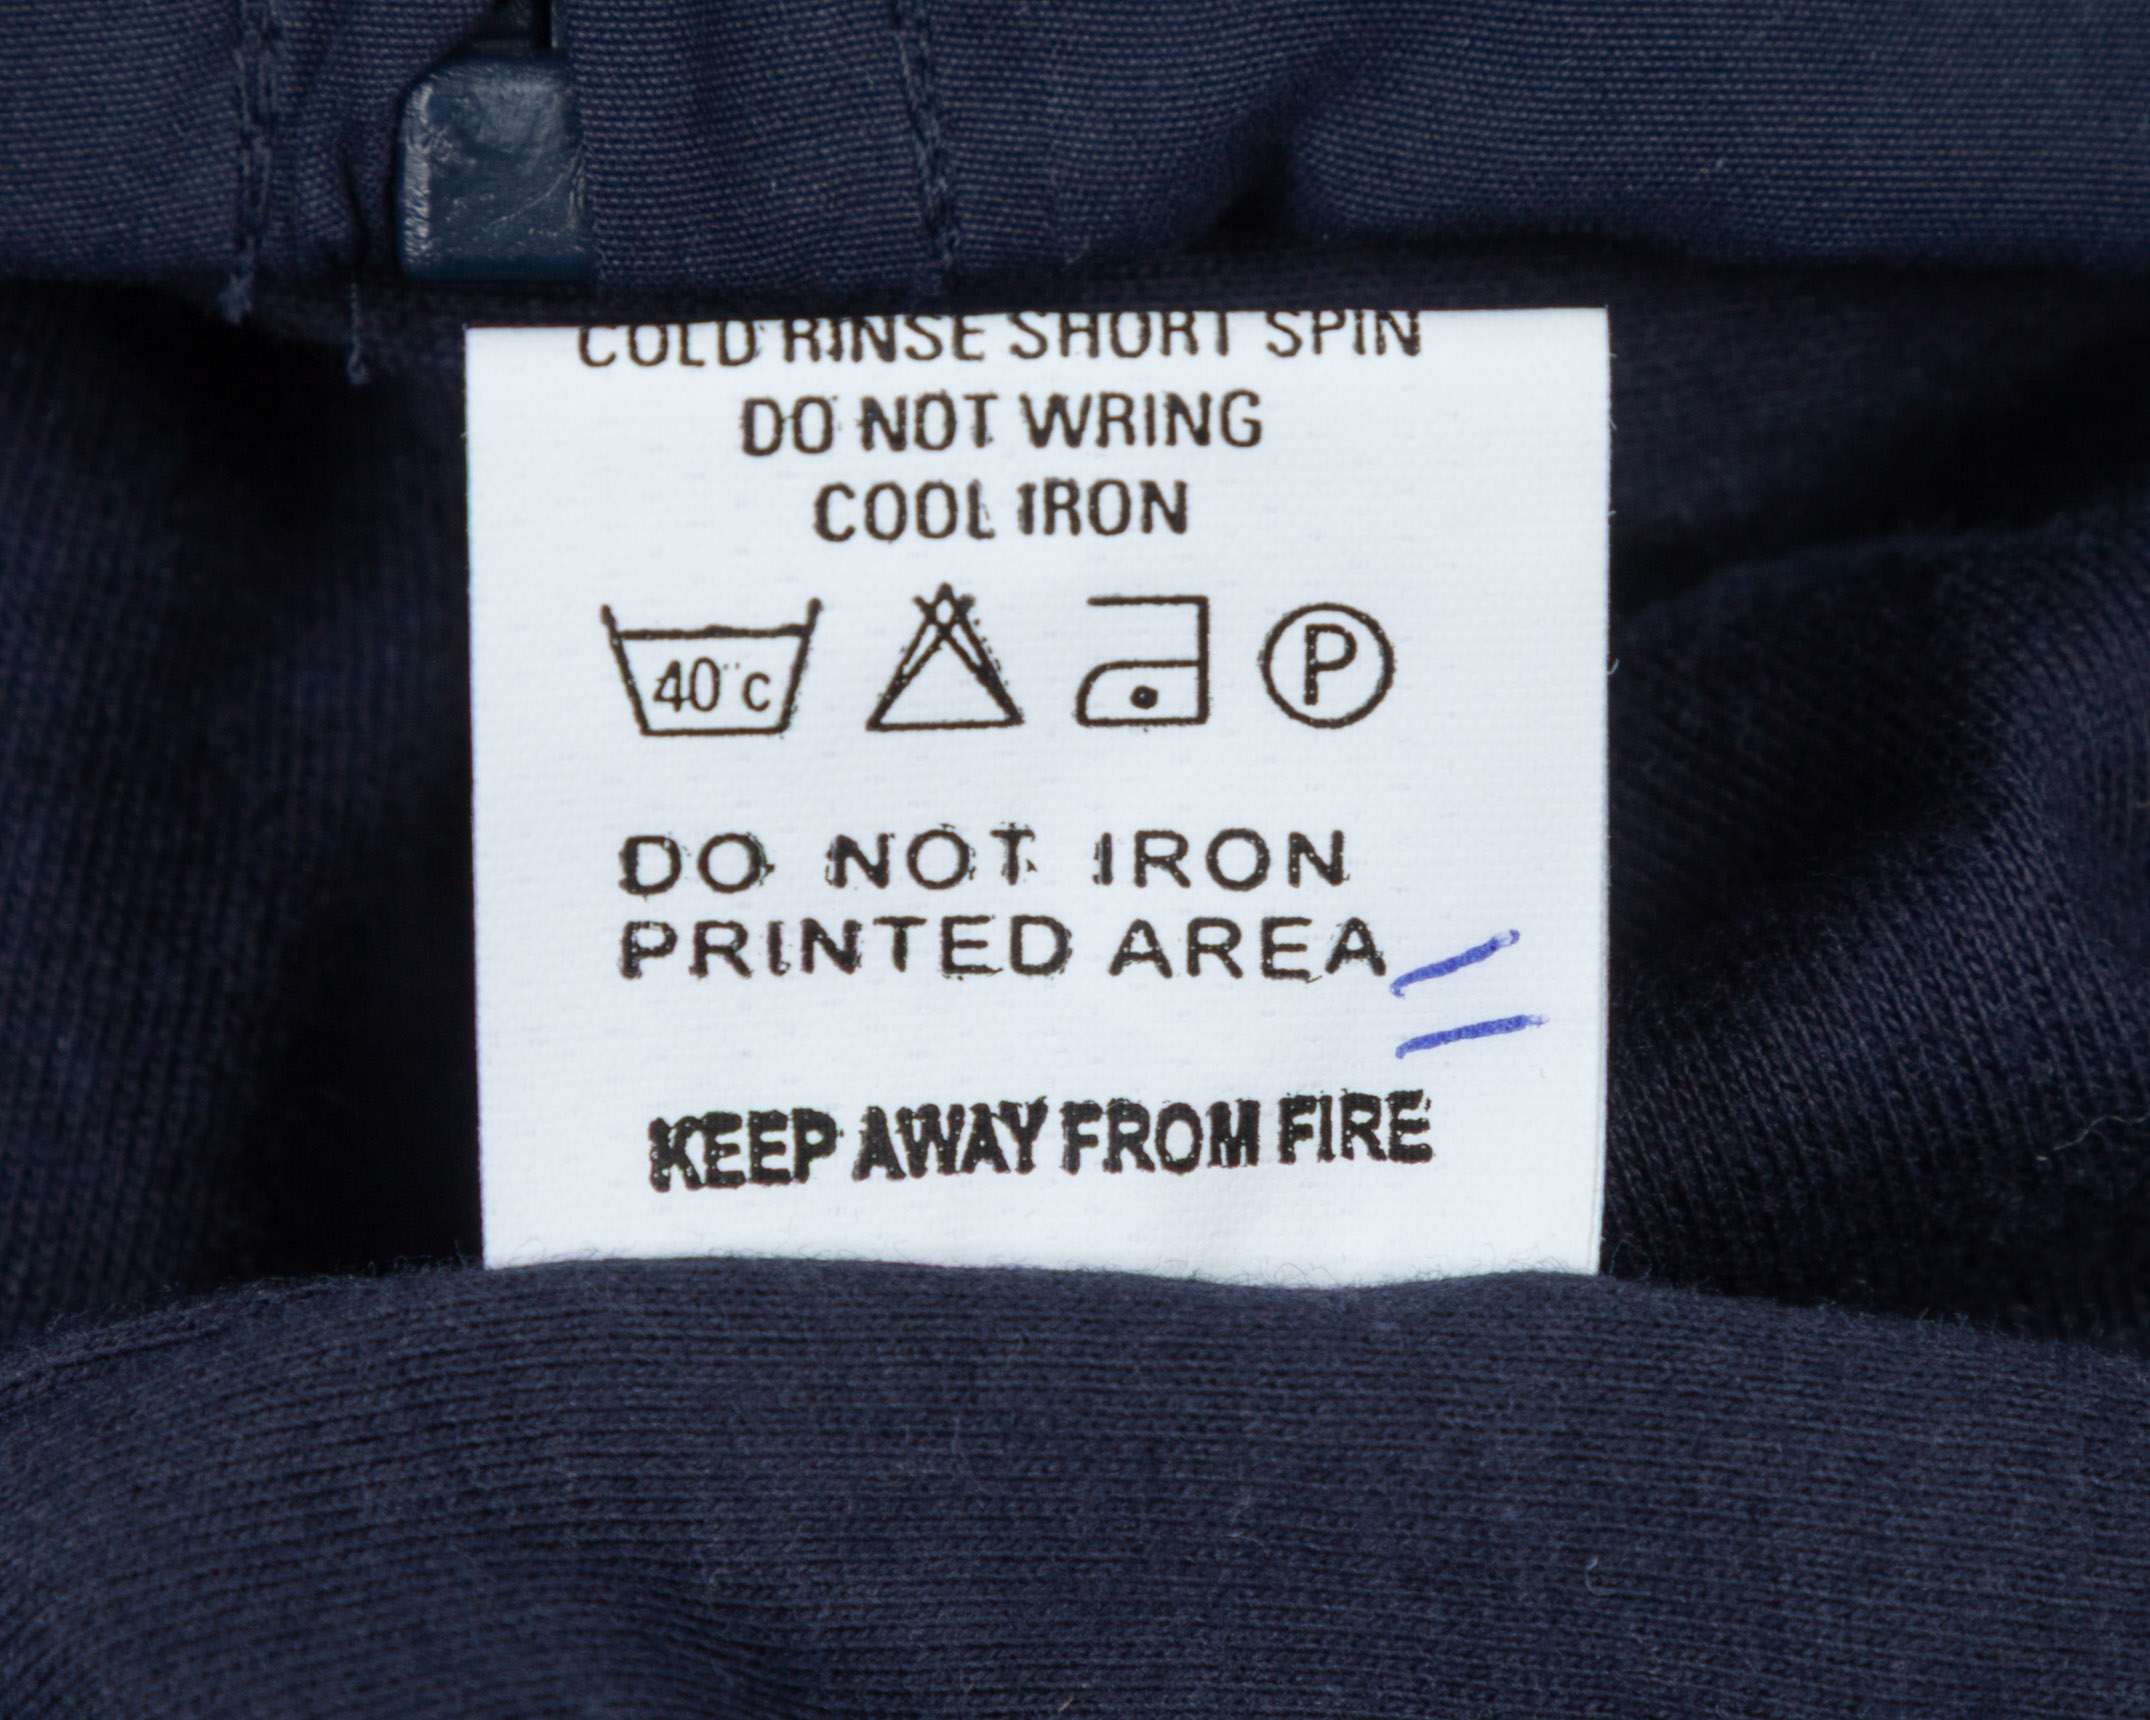 COLD RINSE SHORT SPIN
DO NOT WRING
COOL IRON
40°C P
DO NOT IRON
PRINTED AREA
KEEP AWAY FROM FIRE